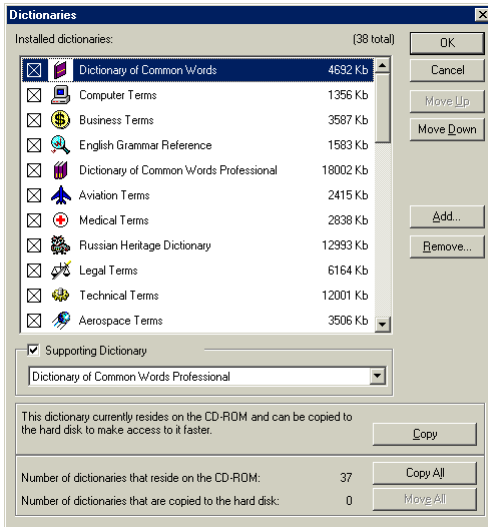 Dictionaries
Installed dictionaries: (38 total)
Dictionary of Common Words 4692 Kb
Computer Terms 1356 Kb
Business Terms 3587 Kb
English Grammar Reference 1583 Kb
Dictionary of Common Words Professional 18002 Kb
Aviation Terms 2415 Kb
Medical Terms 2838 Kb
Russian Heritage Dictionary 12993 Kb
Legal Terms 6164 Kb
Technical Terms 12001 Kb
Aerospace Terms 3506 Kb
OK
Cancel
Move Up
Move Down
Add...
Remove...
Supporting Dictionary
Dictionary of Common Words Professional
This dictionary currently resides on the CD-ROM and can be copied to
the hard disk to make access to it faster.
Copy
Number of dictionaries that reside on the CD-ROM: 37
Copy All
Number of dictionaries that are copied to the hard disk: 0
Move All